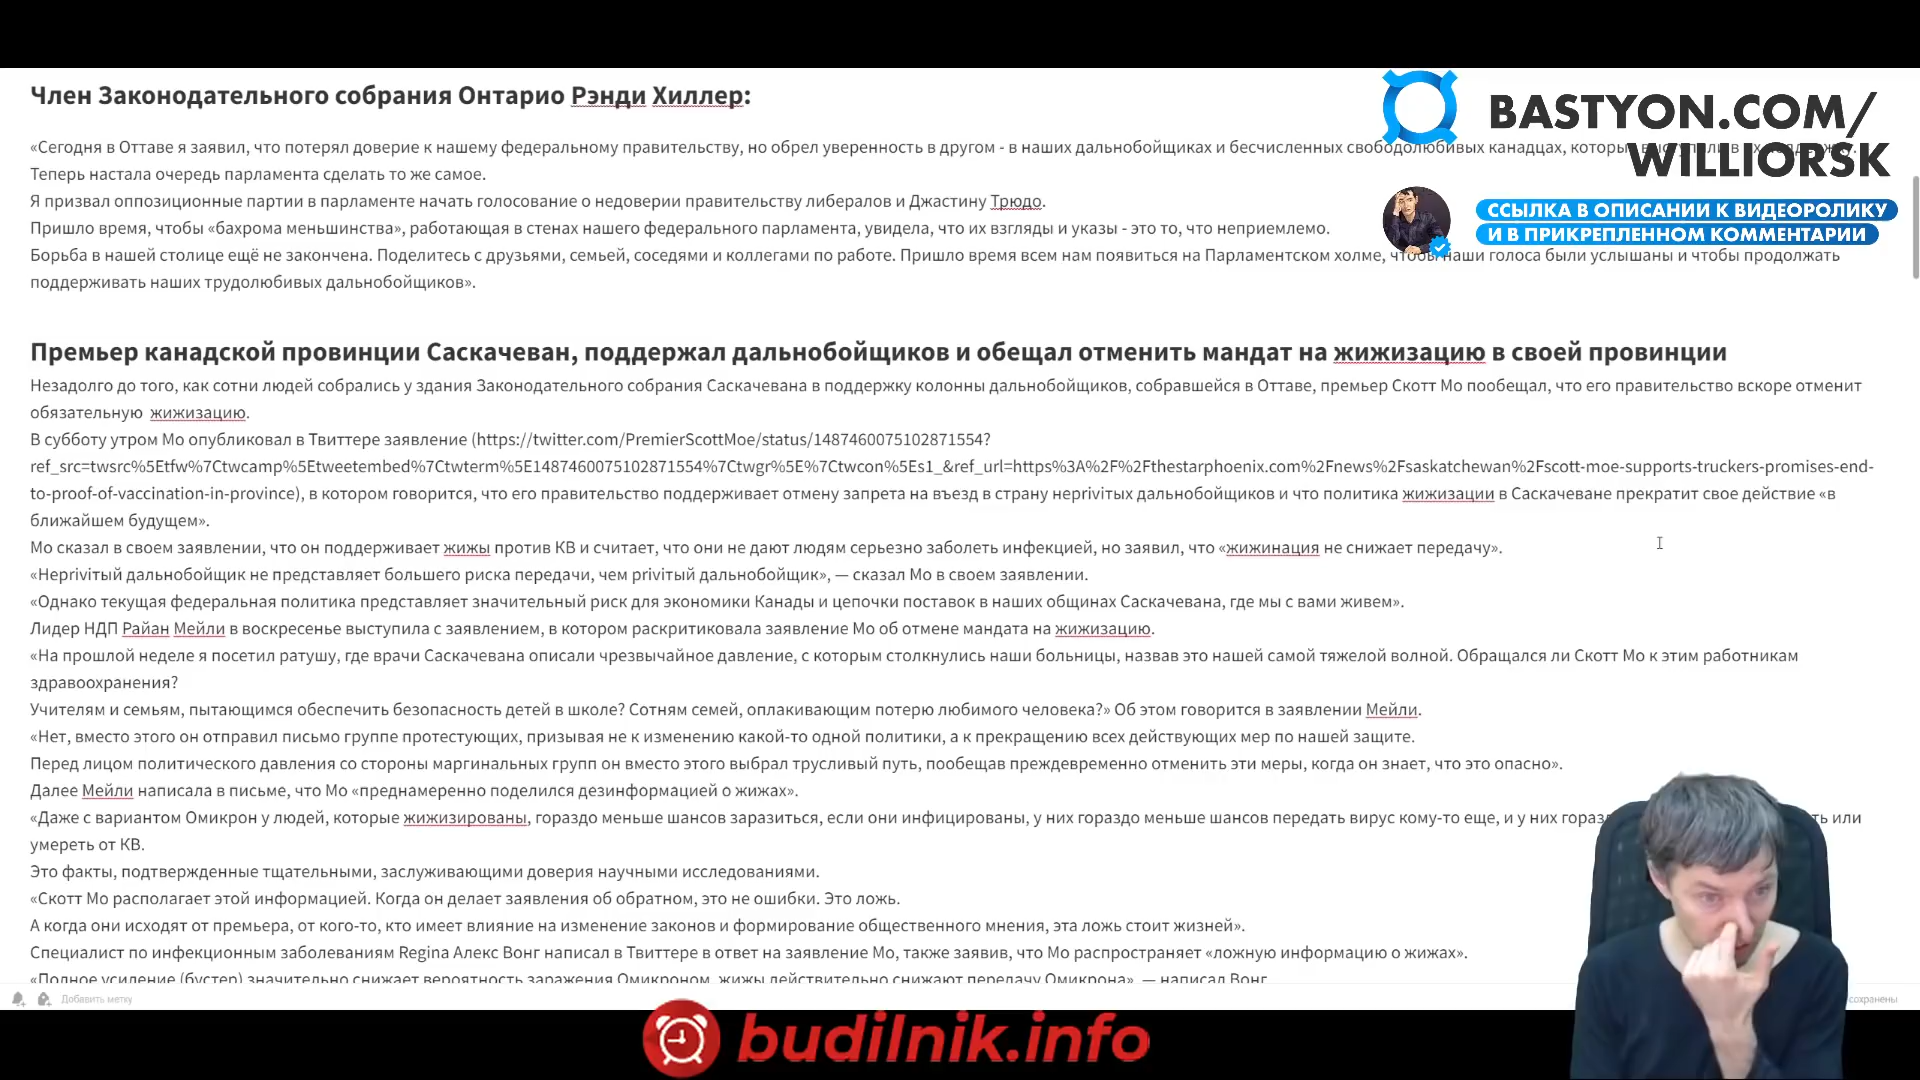 Член Законодательного собрания Онтарио Рэнди Хиллер:
BASTYON.COM/
WILLIORSK
ССЫЛКА В ОПИСАНИИ К ВИДЕОРОЛИКУ
И В ПРИКРЕПЛЕННОМ КОММЕНТАРИИ
«Сегодня в Оттаве я заявил, что потерял доверие к нашему федеральному правительству, но обрел уверенность в другом - в наших дальнобойщиках и бесчисленных свободолюбивых канадцах,
Теперь настала очередь парламента сделать то же самое.
Я призвал оппозиционные партии в парламенте начать голосование о недоверии правительству либералов и Джастину Трюдо.
Пришло время, чтобы «бахрома меньшинства», работающая в стенах нашего федерального парламента, увидела, что их взгляды и указы - это то, что неприемлемо.
Борьба в нашей столице ещё не закончена. Поделитесь с друзьями, семьей, соседями и коллегами по работе. Пришло время всем нам появиться на Парламентском холме, чтобы наши голоса были услышаны и чтобы продолжать
поддерживать наших трудолюбивых дальнобойщиков».
Премьер канадской провинции Саскачеван, поддержал дальнобойщиков и обещал отменить мандат на жижизацию в своей провинции
Незадолго до того, как сотни людей собрались у здания Законодательного собрания Саскачевана в поддержку колонны дальнобойщиков, собравшейся в Оттаве, премьер Скотт Мо пообещал, что его правительство вскоре отменит
обязательную жижизацию.
В субботу утром Мо опубликовал в Твиттере заявление (https://twitter.com/PremierScottMoe/status/1487460075102871554?
ref_src=twsrc%5Etfw%7Ctwcamp%5Etweetembed%7Ctwterm%5E1487460075102871554%7Ctwgr%5E%7Ctwcon%5Es1_&ref_url=https%3A%2F%2Fthestarphoenix.com%2Fnews%2Fsaskatchewan%2Fscott-moe-supports-truckers-promises-end-
to-proof-of-vaccination-in-province), в котором говорится, что его правительство поддерживает отмену запрета на въезд в страну непрivitых дальнобойщиков и что политика жижизации в Саскачеване прекратит свое действие «в
ближайшем будущем».
Мо сказал в своем заявлении, что он поддерживает жижы против КВ и считает, что они не дают людям серьезно заболеть инфекцией, но заявил, что «жижинация не снижает передачу».
«Непрivitый дальнобойщик не представляет большего риска передачи, чем privitый дальнобойщик», — сказал Мо в своем заявлении.
«Однако текущая федеральная политика представляет значительный риск для экономики Канады и цепочки поставок в наших общинах Саскачевана, где мы с вами живем».
Лидер НДП Райан Мейли в воскресенье выступила с заявлением, в котором раскритиковала заявление Мо об отмене мандата на жижизацию.
«На прошлой неделе я посетил ратушу, где врачи Саскачевана описали чрезвычайное давление, с которым столкнулись наши больницы, назвав это нашей самой тяжелой волной. Обращался ли Скотт Мо к этим работникам
здравоохранения?
Учителям и семьям, пытающимся обеспечить безопасность детей в школе? Сотням семей, оплакивающим потерю любимого человека?» Об этом говорится в заявлении Мейли.
«Нет, вместо этого он отправил письмо группе протестующих, призывая не к изменению какой-то одной политики, а к прекращению всех действующих мер по нашей защите.
Перед лицом политического давления со стороны маргинальных групп он вместо этого выбрал трусливый путь, пообещав преждевременно отменить эти меры, когда он знает, что это опасно».
Далее Мейли написала в письме, что Мо «преднамеренно поделился дезинформацией о жижах».
«Даже с вариантом Омикрон у людей, которые жижизированы, гораздо меньше шансов заразиться, если они инфицированы, у них гораздо меньше шансов передать вирус кому-то еще, и у них или
умереть от КВ.
Это факты, подтвержденные тщательными, заслуживающими доверия научными исследованиями.
«Скотт Мо располагает этой информацией. Когда он делает заявления об обратном, это не ошибки. Это ложь.
А когда они исходят от премьера, от кого-то, кто имеет влияние на изменение законов и формирование общественного мнения, эта ложь стоит жизней».
Специалист по инфекционным заболеваниям Regina Алекс Вонг написал в Твиттере в ответ на заявление Мо, также заявив, что Мо распространяет «ложную информацию о жижах».
«Полное усиление (бустер) значительно снижает вероятность заражения Омикроном, жижы действительно снижают передачу Омикрона», — написал Вонг
Добавить метку
сохранены
budilnik.info